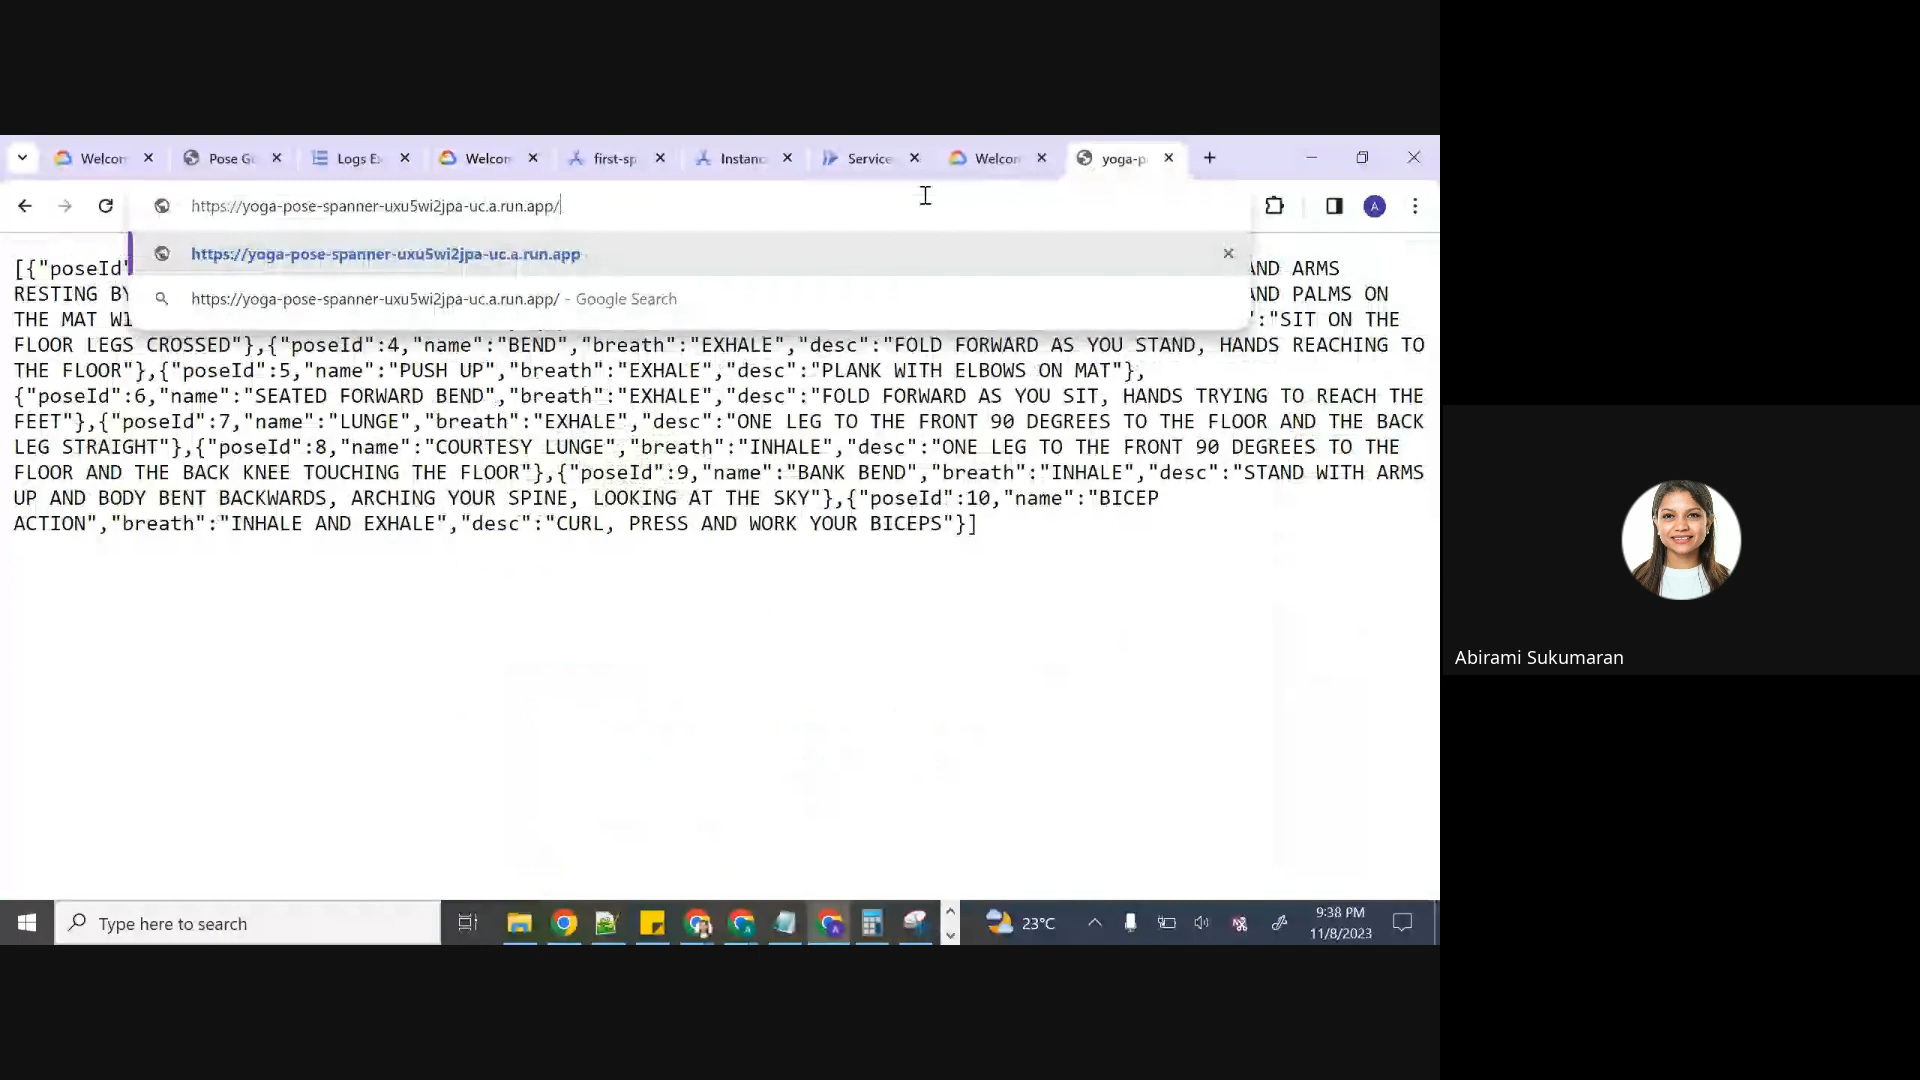 Welcom
Pose G
Logs E
Welcom
first-sp
Instanc
Service
Welcom
yoga-p
https://yoga-pose-spanner-uxu5wi2jpa-uc.a.run.app/
A
https://yoga-pose-spanner-uxu5wi2jpa-uc.a.run.app
https://yoga-pose-spanner-uxu5wi2jpa-uc.a.run.app/ - Google Search
[{"poseId" AND ARMS
RESTING BY AND PALMS ON
THE MAT WI :"SIT ON THE
FLOOR LEGS CROSSED"},{"poseId":4,"name":"BEND","breath":"EXHALE","desc":"FOLD FORWARD AS YOU STAND, HANDS REACHING TO
THE FLOOR"},{"poseId":5,"name":"PUSH UP","breath":"EXHALE","desc":"PLANK WITH ELBOWS ON MAT"},
{"poseId":6,"name":"SEATED FORWARD BEND","breath":"EXHALE","desc":"FOLD FORWARD AS YOU SIT, HANDS TRYING TO REACH THE
FEET"},{"poseId":7,"name":"LUNGE","breath":"EXHALE","desc":"ONE LEG TO THE FRONT 90 DEGREES TO THE FLOOR AND THE BACK
LEG STRAIGHT"},{"poseId":8,"name":"COURTESY LUNGE","breath":"INHALE","desc":"ONE LEG TO THE FRONT 90 DEGREES TO THE
FLOOR AND THE BACK KNEE TOUCHING THE FLOOR"},{"poseId":9,"name":"BANK BEND","breath":"INHALE","desc":"STAND WITH ARMS
UP AND BODY BENT BACKWARDS, ARCHING YOUR SPINE, LOOKING AT THE SKY"},{"poseId":10,"name":"BICEP
ACTION","breath":"INHALE AND EXHALE","desc":"CURL, PRESS AND WORK YOUR BICEPS"}]
Abirami Sukumaran
Type here to search
23°C
9:38 PM
11/8/2023